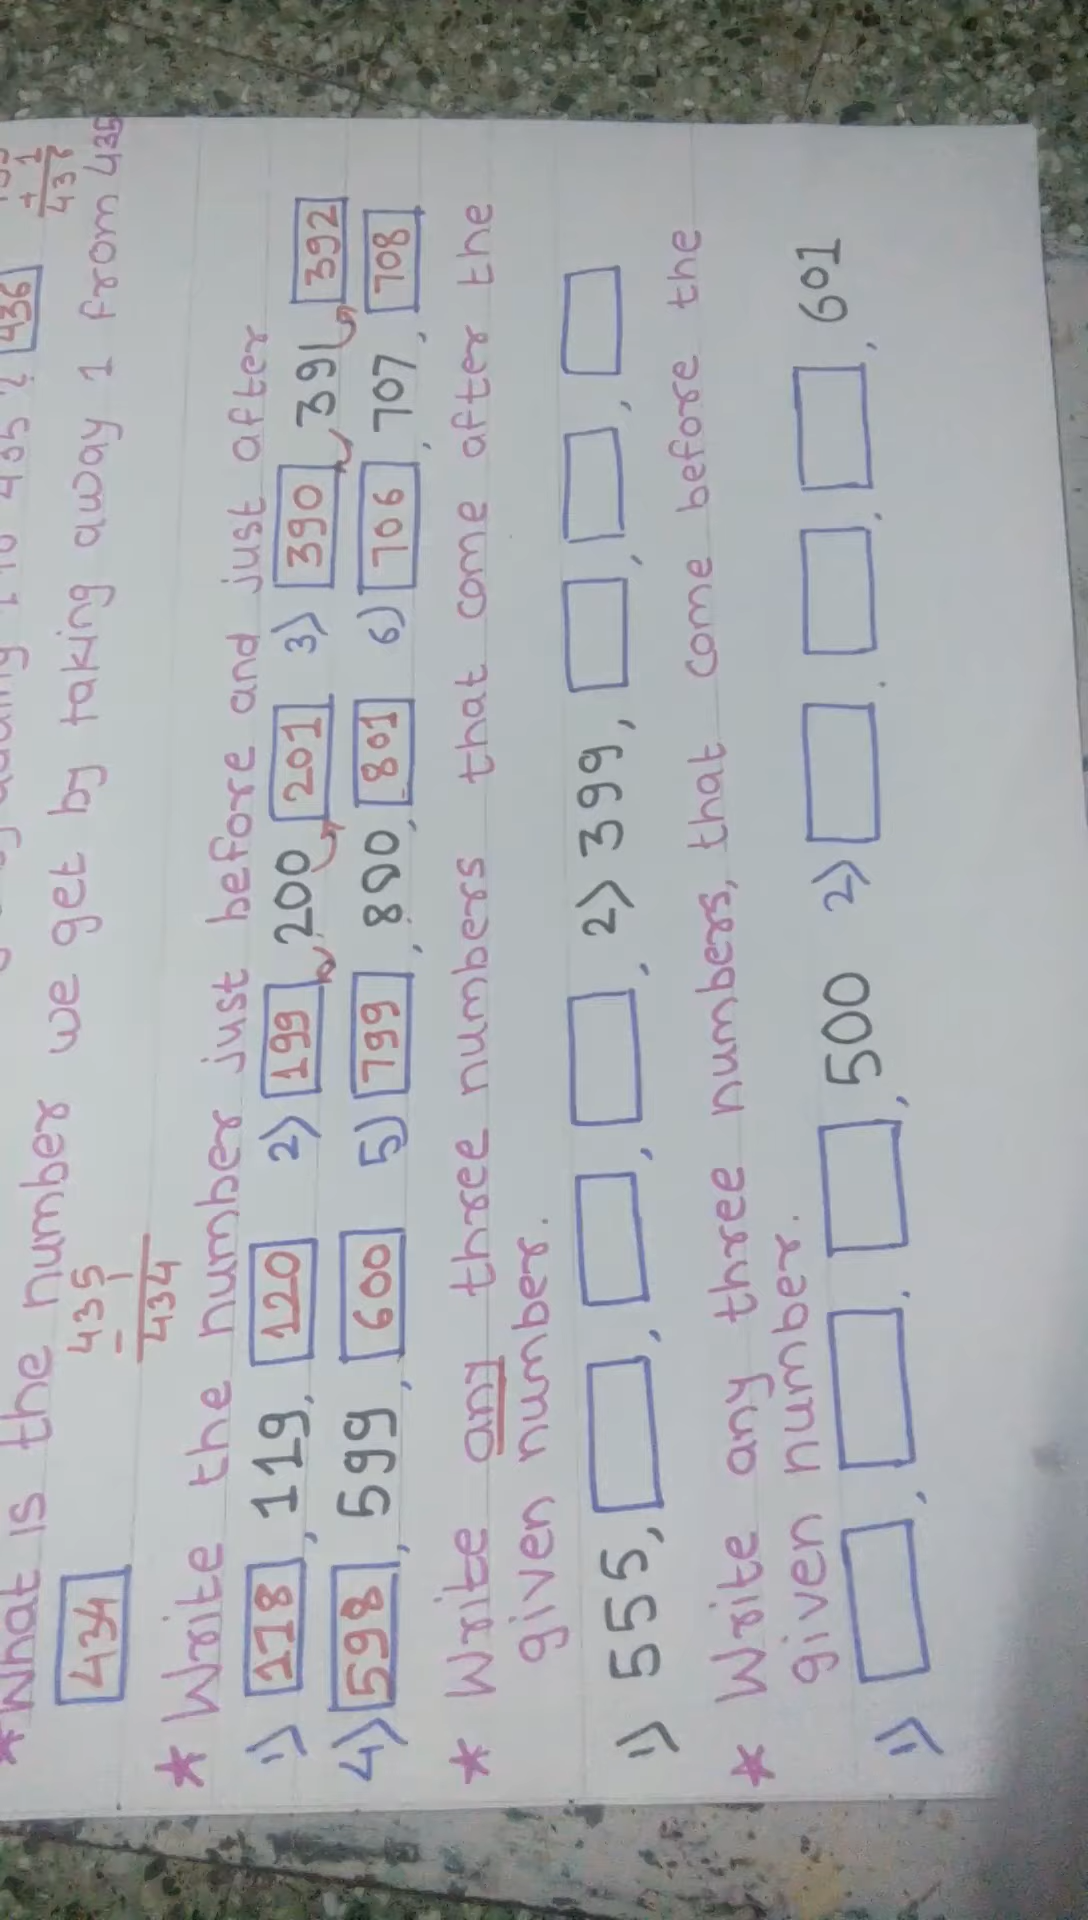 + 1
436
436
* What is the number we get by taking away 1 from 435
434
435
- 1
434
* Write the number just before and just after
1) 118, 119, 120 2) 199, 200, 201 3) 390, 391, 392
4) 598, 599, 600 5) 799, 800, 801 6) 706, 707, 708
* Write any three numbers that come after the
given number.
1) 555, 2) 399,
* Write any three numbers, that come before the
given number.
1) 500 2) 601